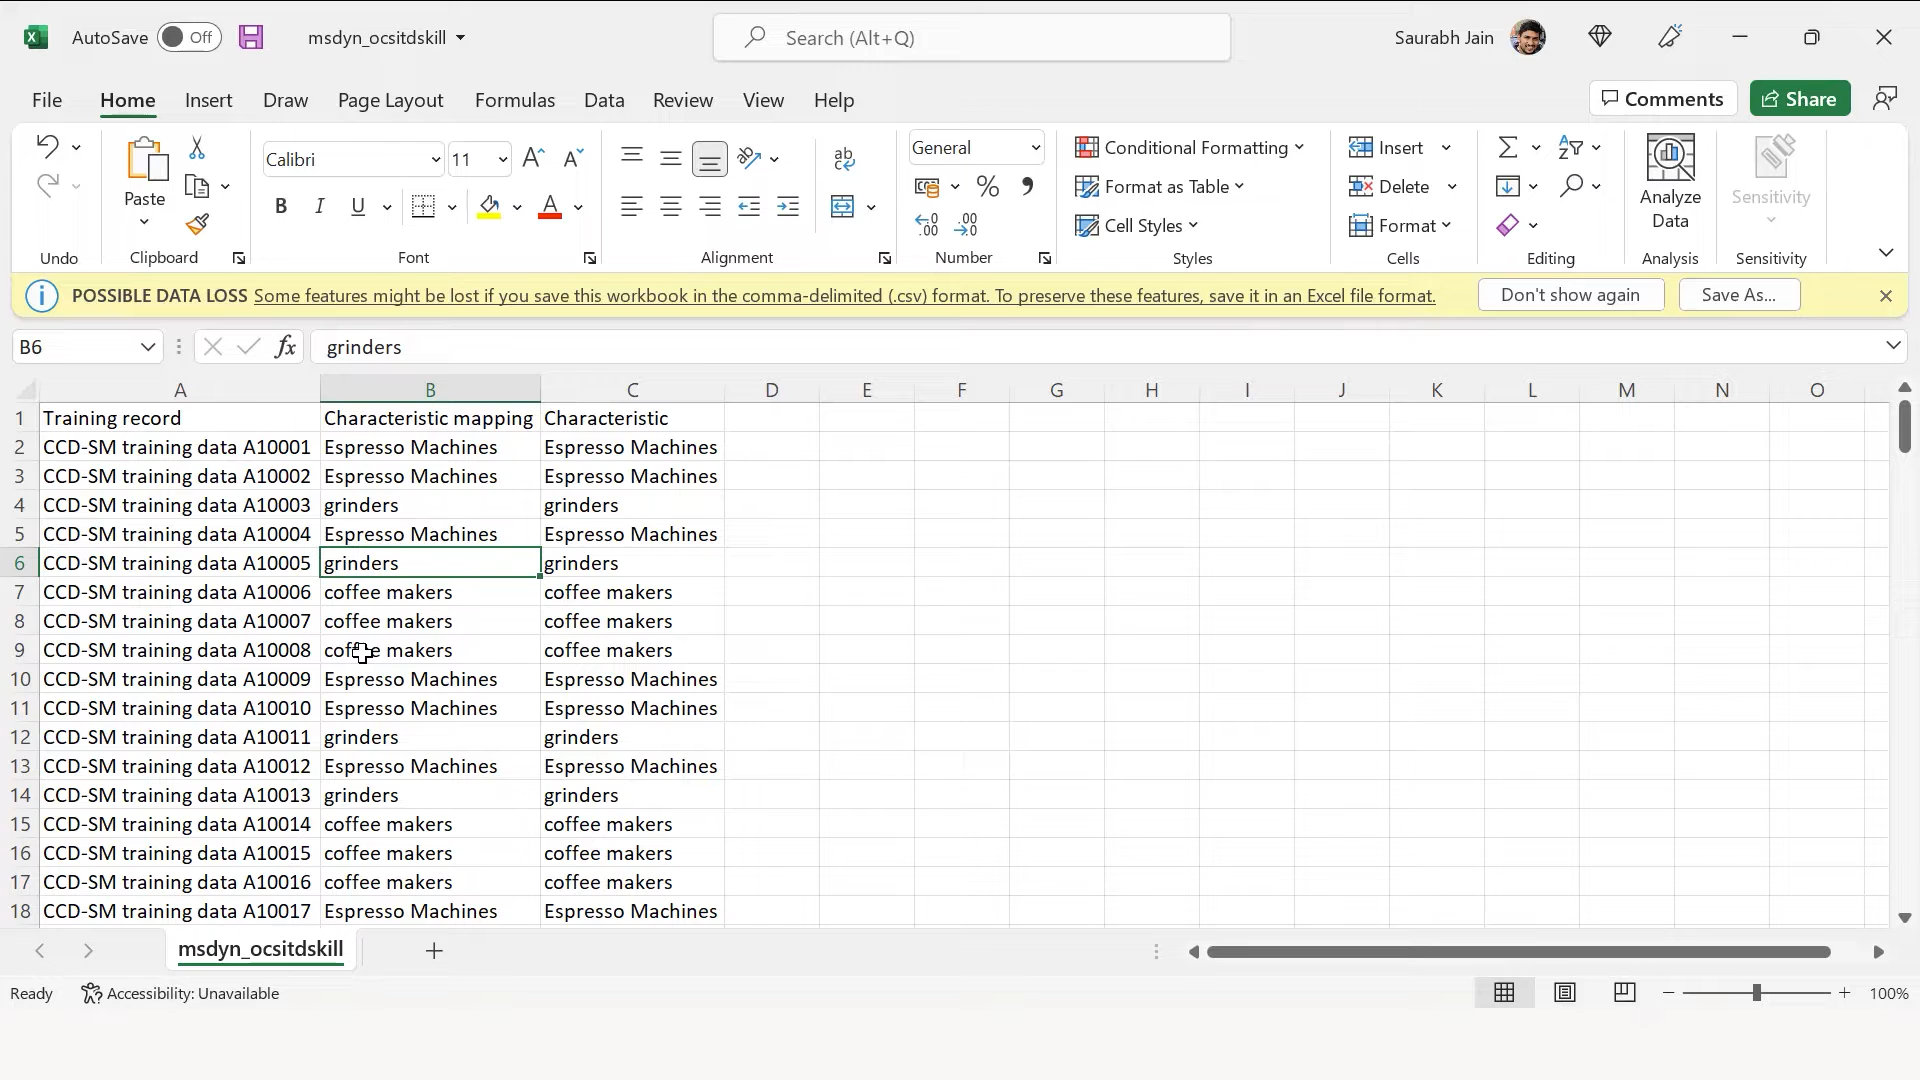 AutoSave Off msdyn_ocsitdskill Search (Alt+Q) Saurabh Jain
File Home Insert Draw Page Layout Formulas Data Review View Help Comments Share
Paste
Calibri 11
B I U
General
Conditional Formatting
Format as Table
Cell Styles
Insert
Delete
Format
Analyze Data
Sensitivity
Undo Clipboard Font Alignment Number Styles Cells Editing Analysis Sensitivity
POSSIBLE DATA LOSS Some features might be lost if you save this workbook in the comma-delimited (.csv) format. To preserve these features, save it in an Excel file format. Don't show again Save As...
B6 fx grinders
A B C D E F G H I J K L M N O
1 Training record Characteristic mapping Characteristic
2 CCD-SM training data A10001 Espresso Machines Espresso Machines
3 CCD-SM training data A10002 Espresso Machines Espresso Machines
4 CCD-SM training data A10003 grinders grinders
5 CCD-SM training data A10004 Espresso Machines Espresso Machines
6 CCD-SM training data A10005 grinders grinders
7 CCD-SM training data A10006 coffee makers coffee makers
8 CCD-SM training data A10007 coffee makers coffee makers
9 CCD-SM training data A10008 coffee makers coffee makers
10 CCD-SM training data A10009 Espresso Machines Espresso Machines
11 CCD-SM training data A10010 Espresso Machines Espresso Machines
12 CCD-SM training data A10011 grinders grinders
13 CCD-SM training data A10012 Espresso Machines Espresso Machines
14 CCD-SM training data A10013 grinders grinders
15 CCD-SM training data A10014 coffee makers coffee makers
16 CCD-SM training data A10015 coffee makers coffee makers
17 CCD-SM training data A10016 coffee makers coffee makers
18 CCD-SM training data A10017 Espresso Machines Espresso Machines
msdyn_ocsitdskill
Ready Accessibility: Unavailable 100%